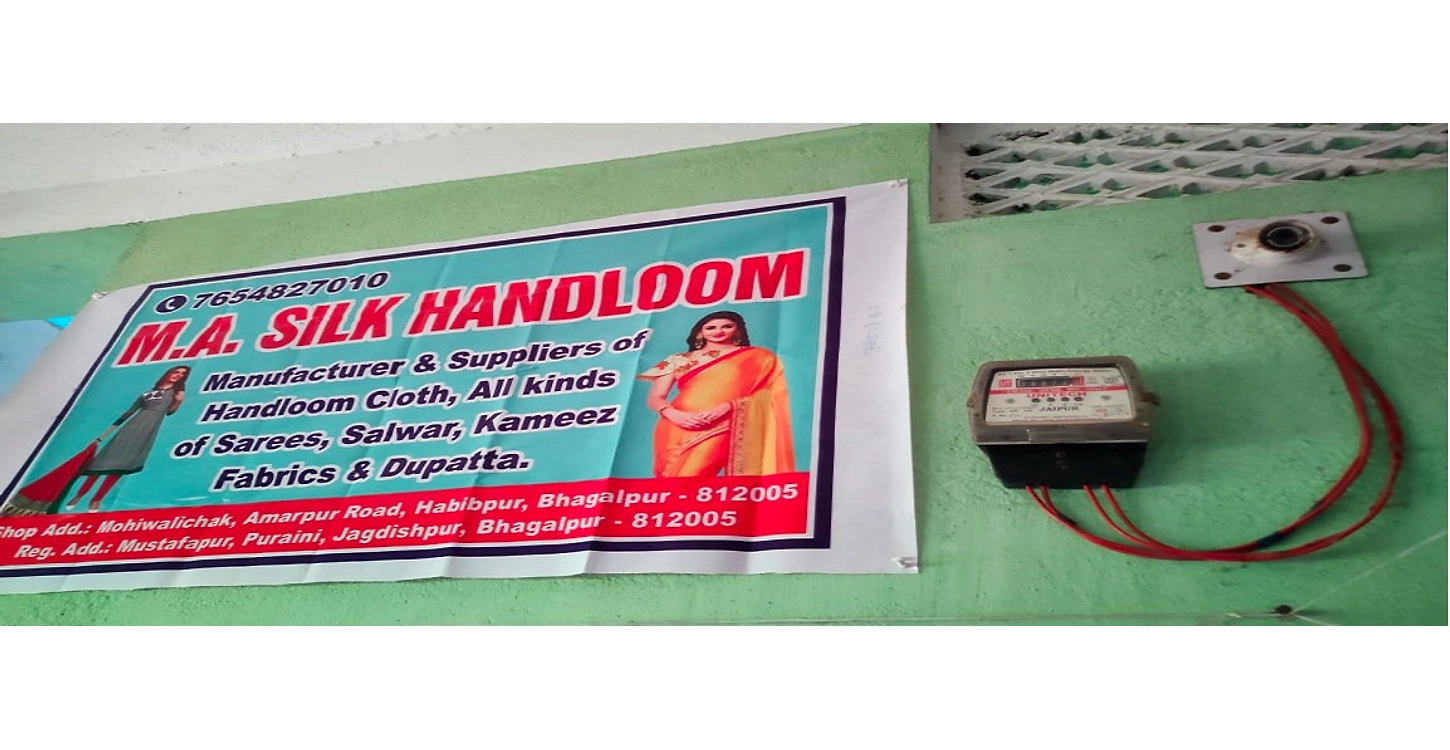 7654827010
M.A. SILK HANDLOOM
Manufacturer & Suppliers of
Handloom Cloth, All kinds
of Sarees, Salwar, Kameez
Fabrics & Dupatta.
Shop Add.: Mohiwalichak, Amarpur Road, Habibpur, Bhagalpur - 812005
Reg. Add.: Mustafapur, Puraini, Jagdishpur, Bhagalpur - 812005
UNITECH
JAIPUR